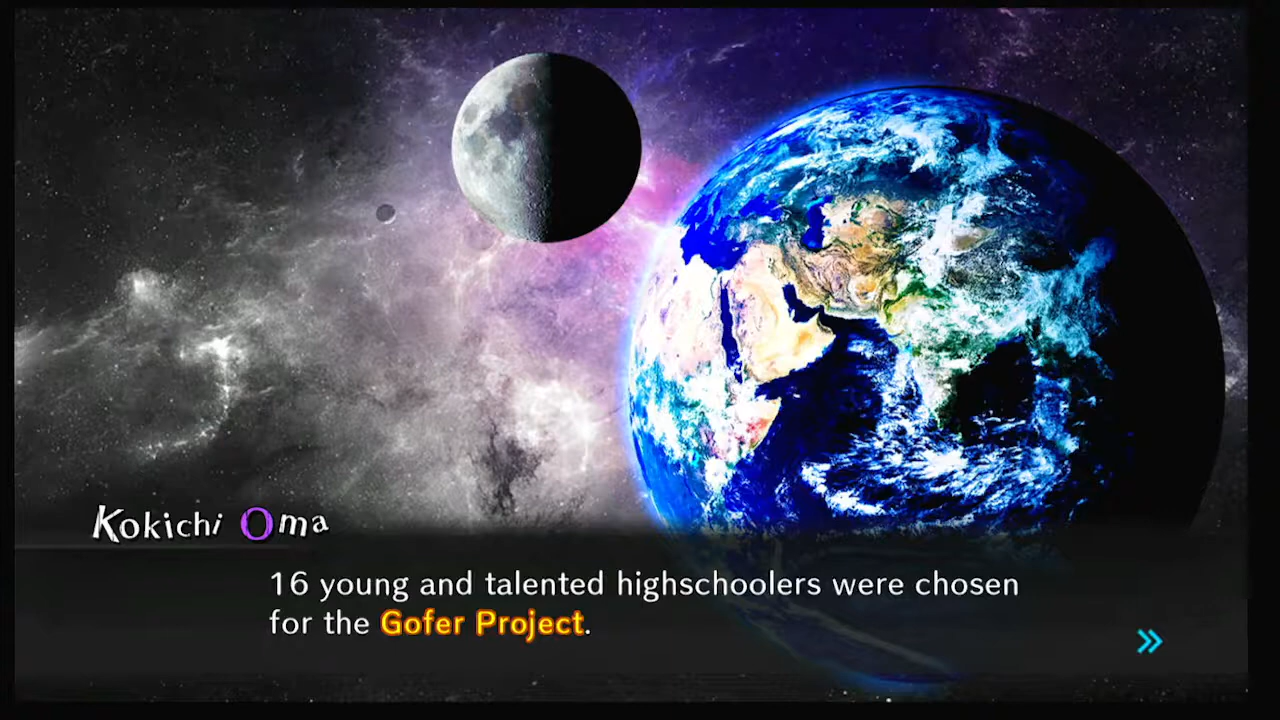 Kokichi Oma
16 young and talented highschoolers were chosen
for the Gofer Project.